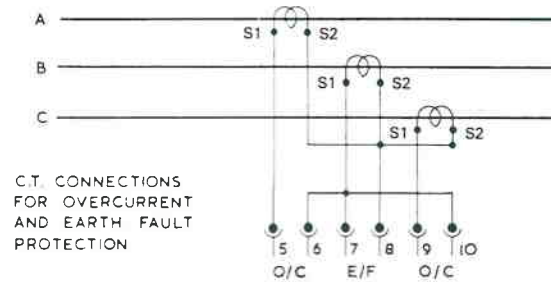 A
S1 S2
B
S1 S2
C
S1 S2
C.T. CONNECTIONS
FOR OVERCURRENT
AND EARTH FAULT
PROTECTION
5 6 7 8 9 10
O/C E/F O/C